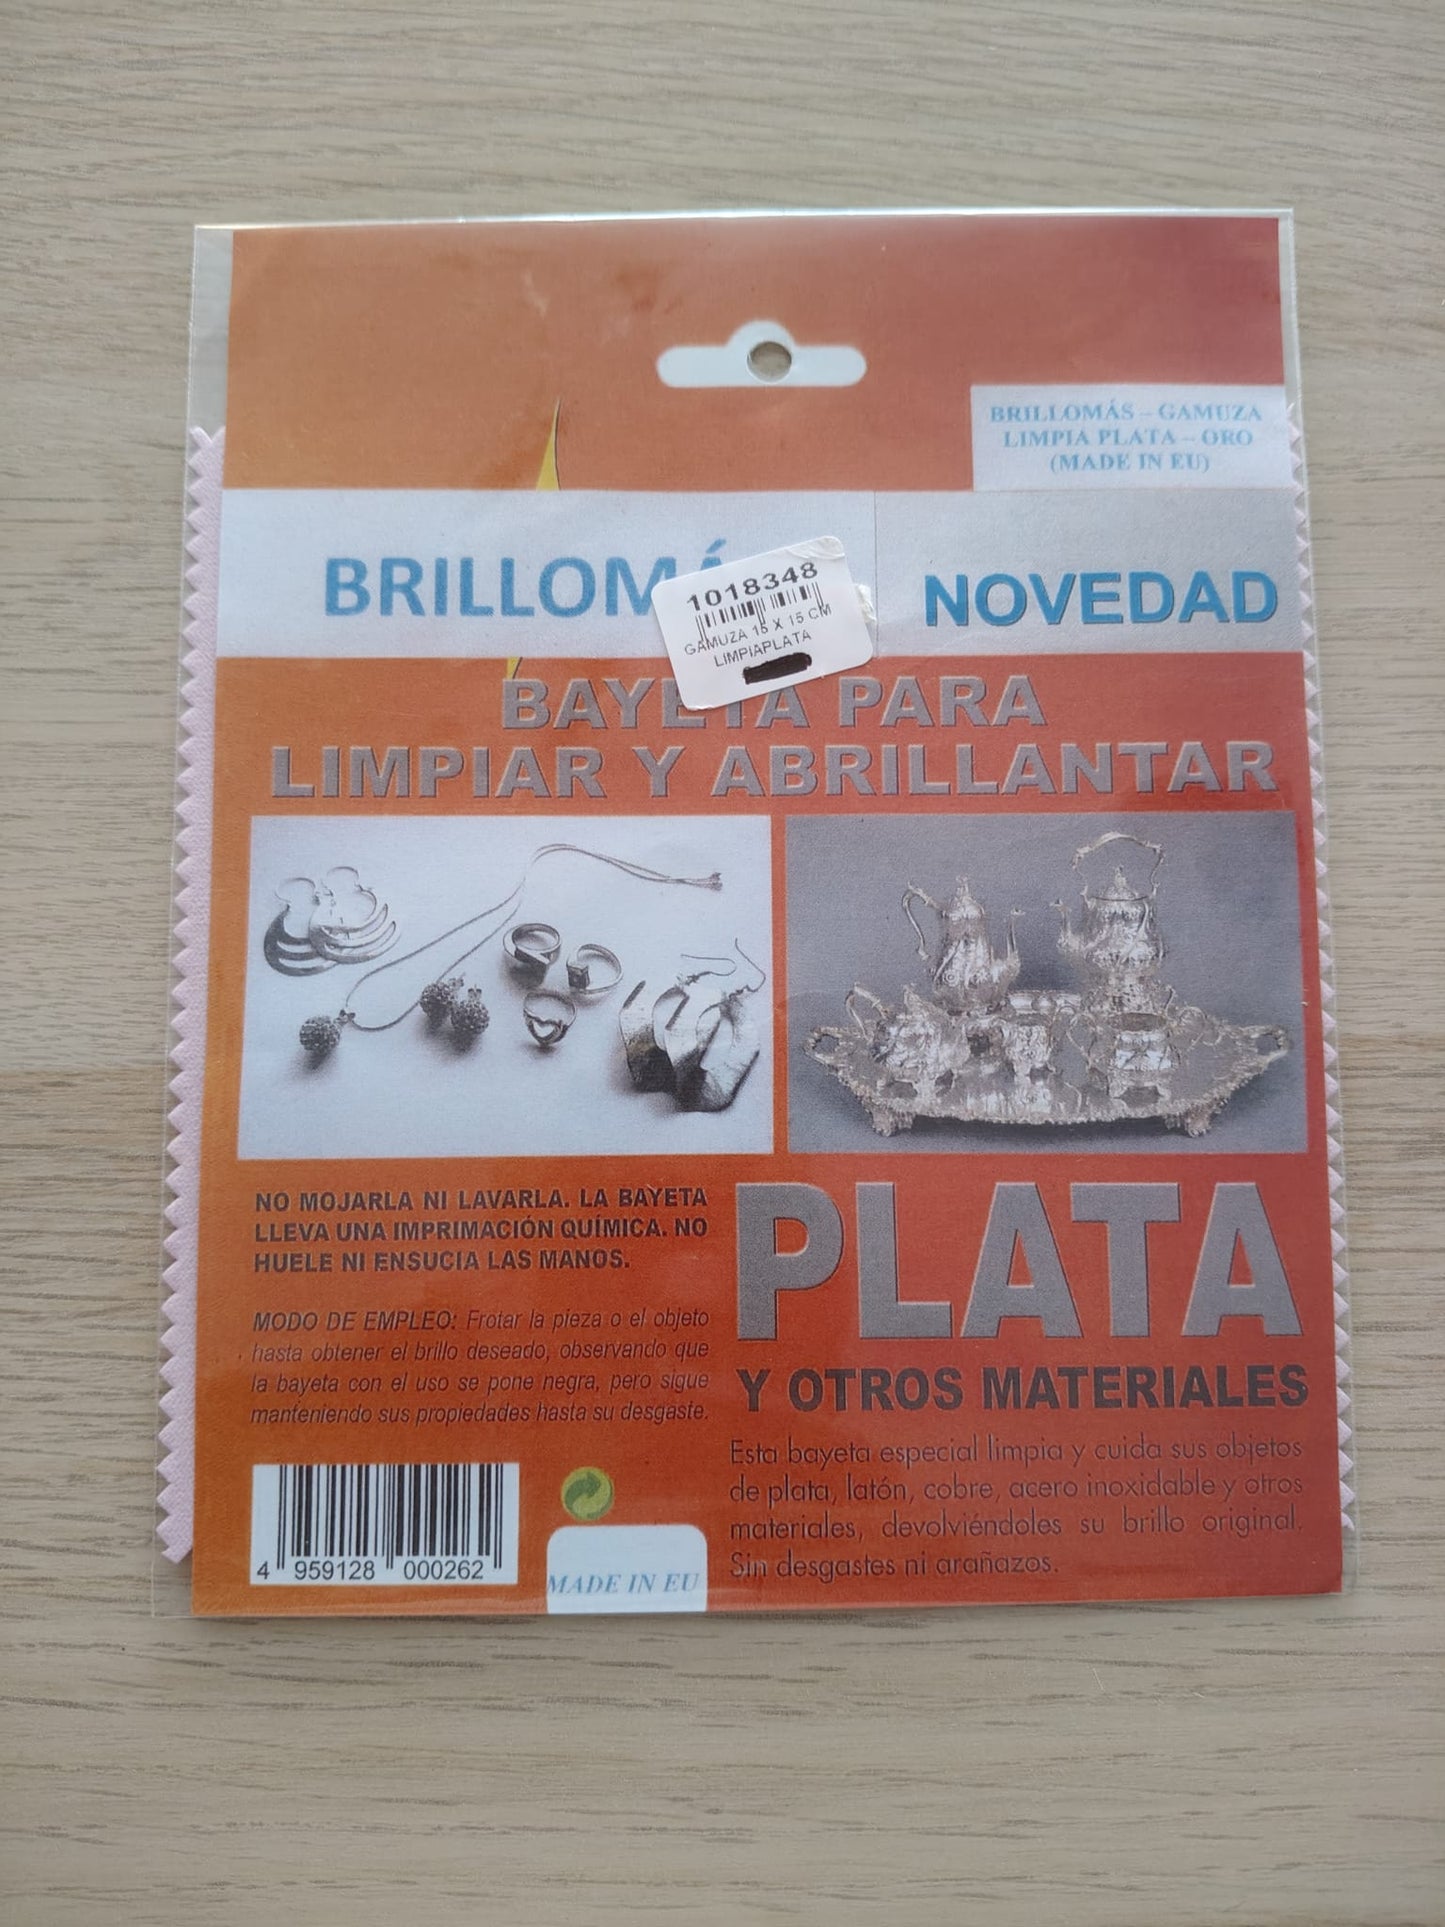 BRILLOMÁS - GAMUZA
LIMPIA PLATA - ORO
(MADE IN EU)
BRILLOMÁ
NOVEDAD
1018348
GAMUZA 15 X 15 CM
LIMPIAPLATA
BAYETA PARA
LIMPIAR Y ABRILLANTAR
NO MOJARLA NI LAVARLA. LA BAYETA
LLEVA UNA IMPRIMACIÓN QUÍMICA. NO
HUELE NI ENSUCIA LAS MANOS.
MODO DE EMPLEO: Frotar la pieza o el objeto
hasta obtener el brillo deseado, observando que
la bayeta con el uso se pone negra, pero sigue
manteniendo sus propiedades hasta su desgaste.
4 959128 000262
MADE IN EU
PLATA
Y OTROS MATERIALES
Esta bayeta especial limpia y cuida sus objetos
de plata, latón, cobre, acero inoxidable y otros
materiales, devolviéndoles su brillo original.
Sin desgastes ni arañazos.